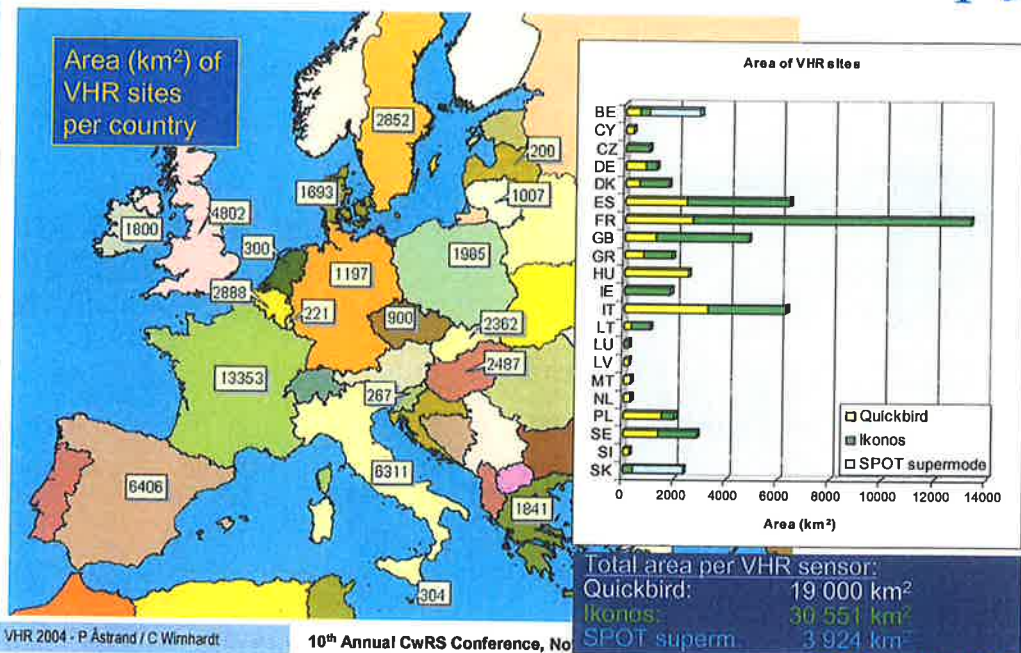 Area (km²) of
VHR sites
per country
2852
200
1693
1007
4802
1800
300
1197
1985
2888
221
900
2362
2487
13353
267
6311
6406
1841
304
Area of VHR sites
BE
CY
CZ
DE
DK
ES
FR
GB
GR
HU
IE
IT
LT
LU
LV
MT
NL
PL
SE
SI
SK
Quickbird
Ikonos
SPOT supermode
0 2000 4000 6000 8000 10000 12000 14000
Area (km²)
Total area per VHR sensor:
Quickbird: 19 000 km²
Ikonos: 30 551 km²
SPOT superm. 3 924 km²
VHR 2004 - P Åstrand / C Wirnhardt
10th Annual CwRS Conference, No